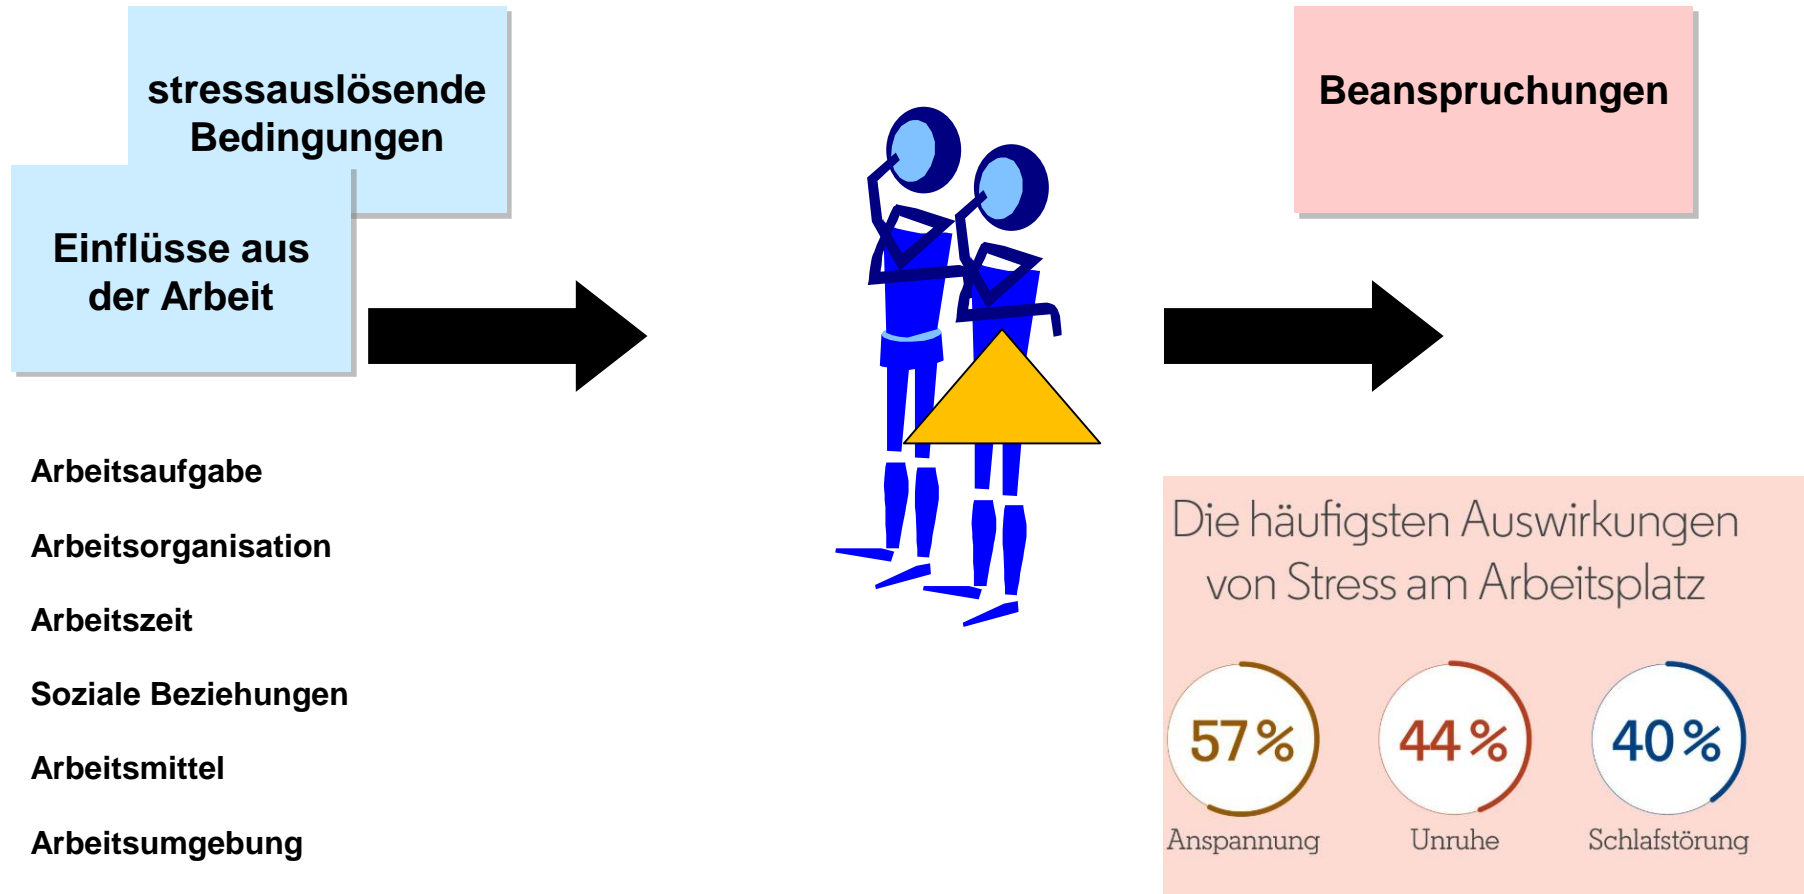 stressauslösende
Bedingungen
Einflüsse aus
der Arbeit
Arbeitsaufgabe
Arbeitsorganisation
Arbeitszeit
Soziale Beziehungen
Arbeitsmittel
Arbeitsumgebung
Beanspruchungen
Die häufigsten Auswirkungen
von Stress am Arbeitsplatz
57 % 44 % 40 %
Anspannung Unruhe Schlafstörung